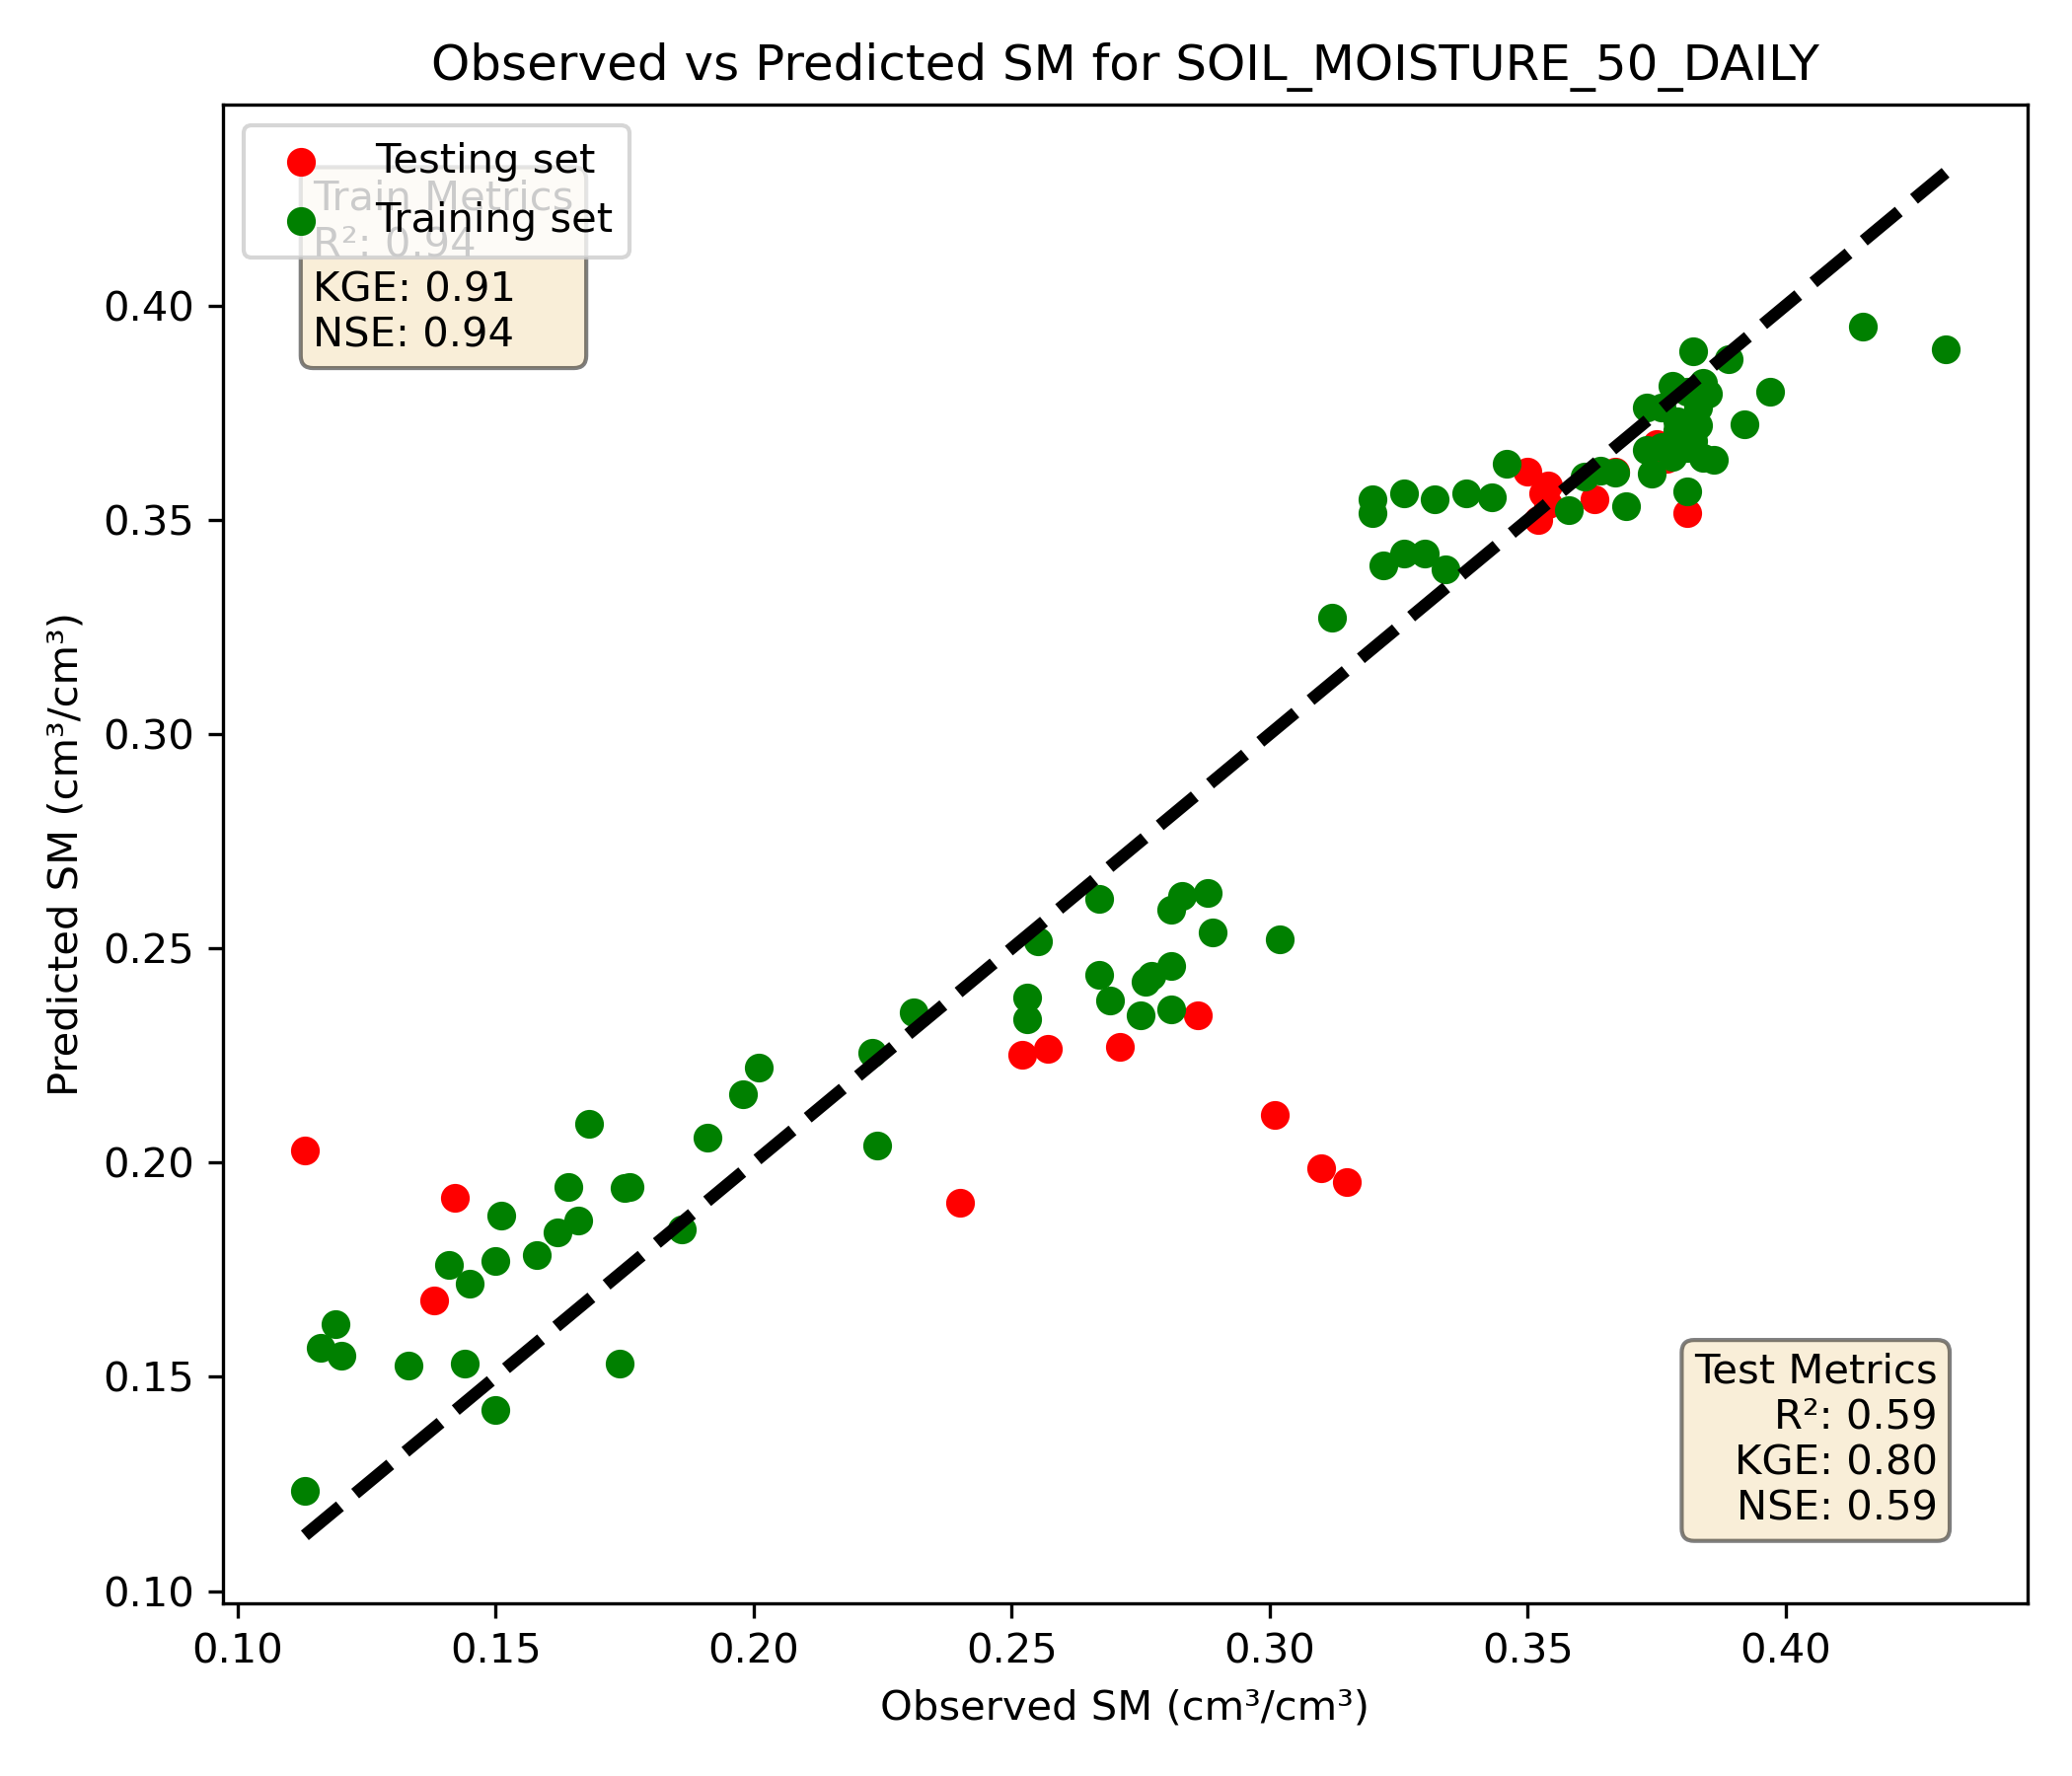 Observed vs Predicted SM for SOIL_MOISTURE_50_DAILY
Testing set
Training set
Train Metrics
R²: 0.94
KGE: 0.91
NSE: 0.94
0.40
0.35
0.30
0.25
0.20
0.15
0.10
Predicted SM (cm³/cm³)
Test Metrics
R²: 0.59
KGE: 0.80
NSE: 0.59
0.10 0.15 0.20 0.25 0.30 0.35 0.40
Observed SM (cm³/cm³)